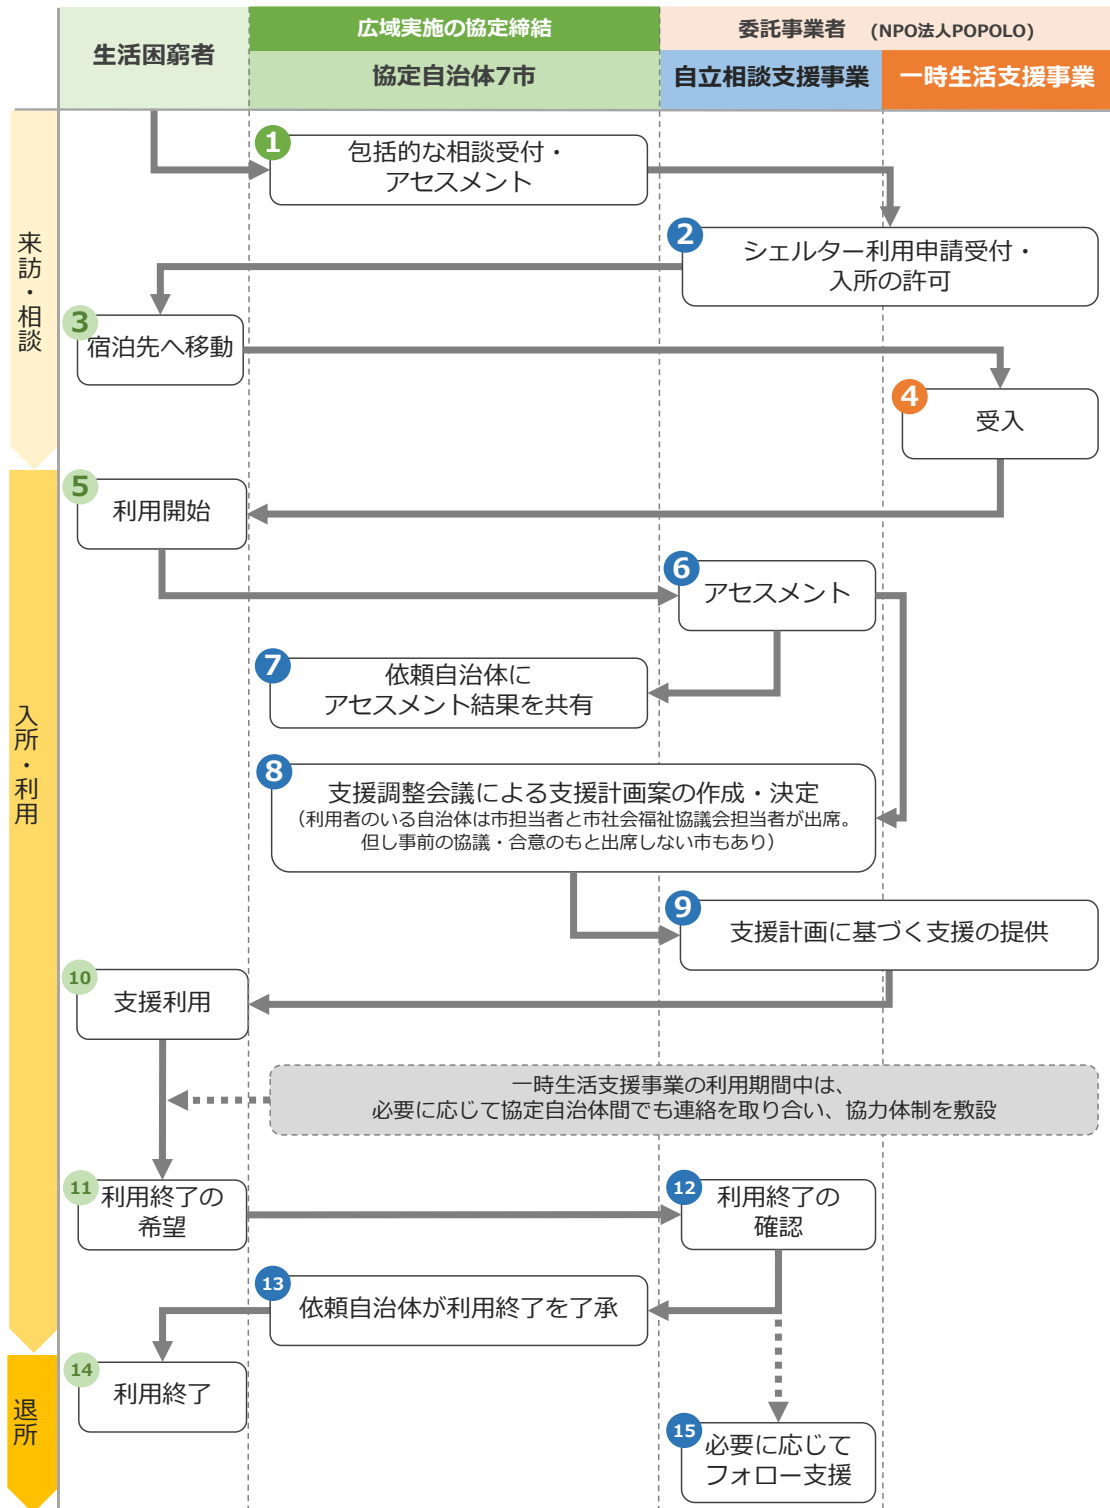 生活困窮者
広域実施の協定締結
協定自治体7市
委託事業者 (NPO法人POPOLO)
自立相談支援事業
一時生活支援事業
来訪・相談
1
包括的な相談受付・
アセスメント
2
シェルター利用申請受付・
入所の許可
3
宿泊先へ移動
4
受入
入所・利用
5
利用開始
6
アセスメント
7
依頼自治体に
アセスメント結果を共有
8
支援調整会議による支援計画案の作成・決定
(利用者のいる自治体は市担当者と市社会福祉協議会担当者が出席。
但し事前の協議・合意のもと出席しない市もあり)
9
支援計画に基づく支援の提供
10
支援利用
一時生活支援事業の利用期間中は、
必要に応じて協定自治体間でも連絡を取り合い、協力体制を敷設
11
利用終了の
希望
12
利用終了の
確認
13
依頼自治体が利用終了を了承
退所
14
利用終了
15
必要に応じて
フォロー支援